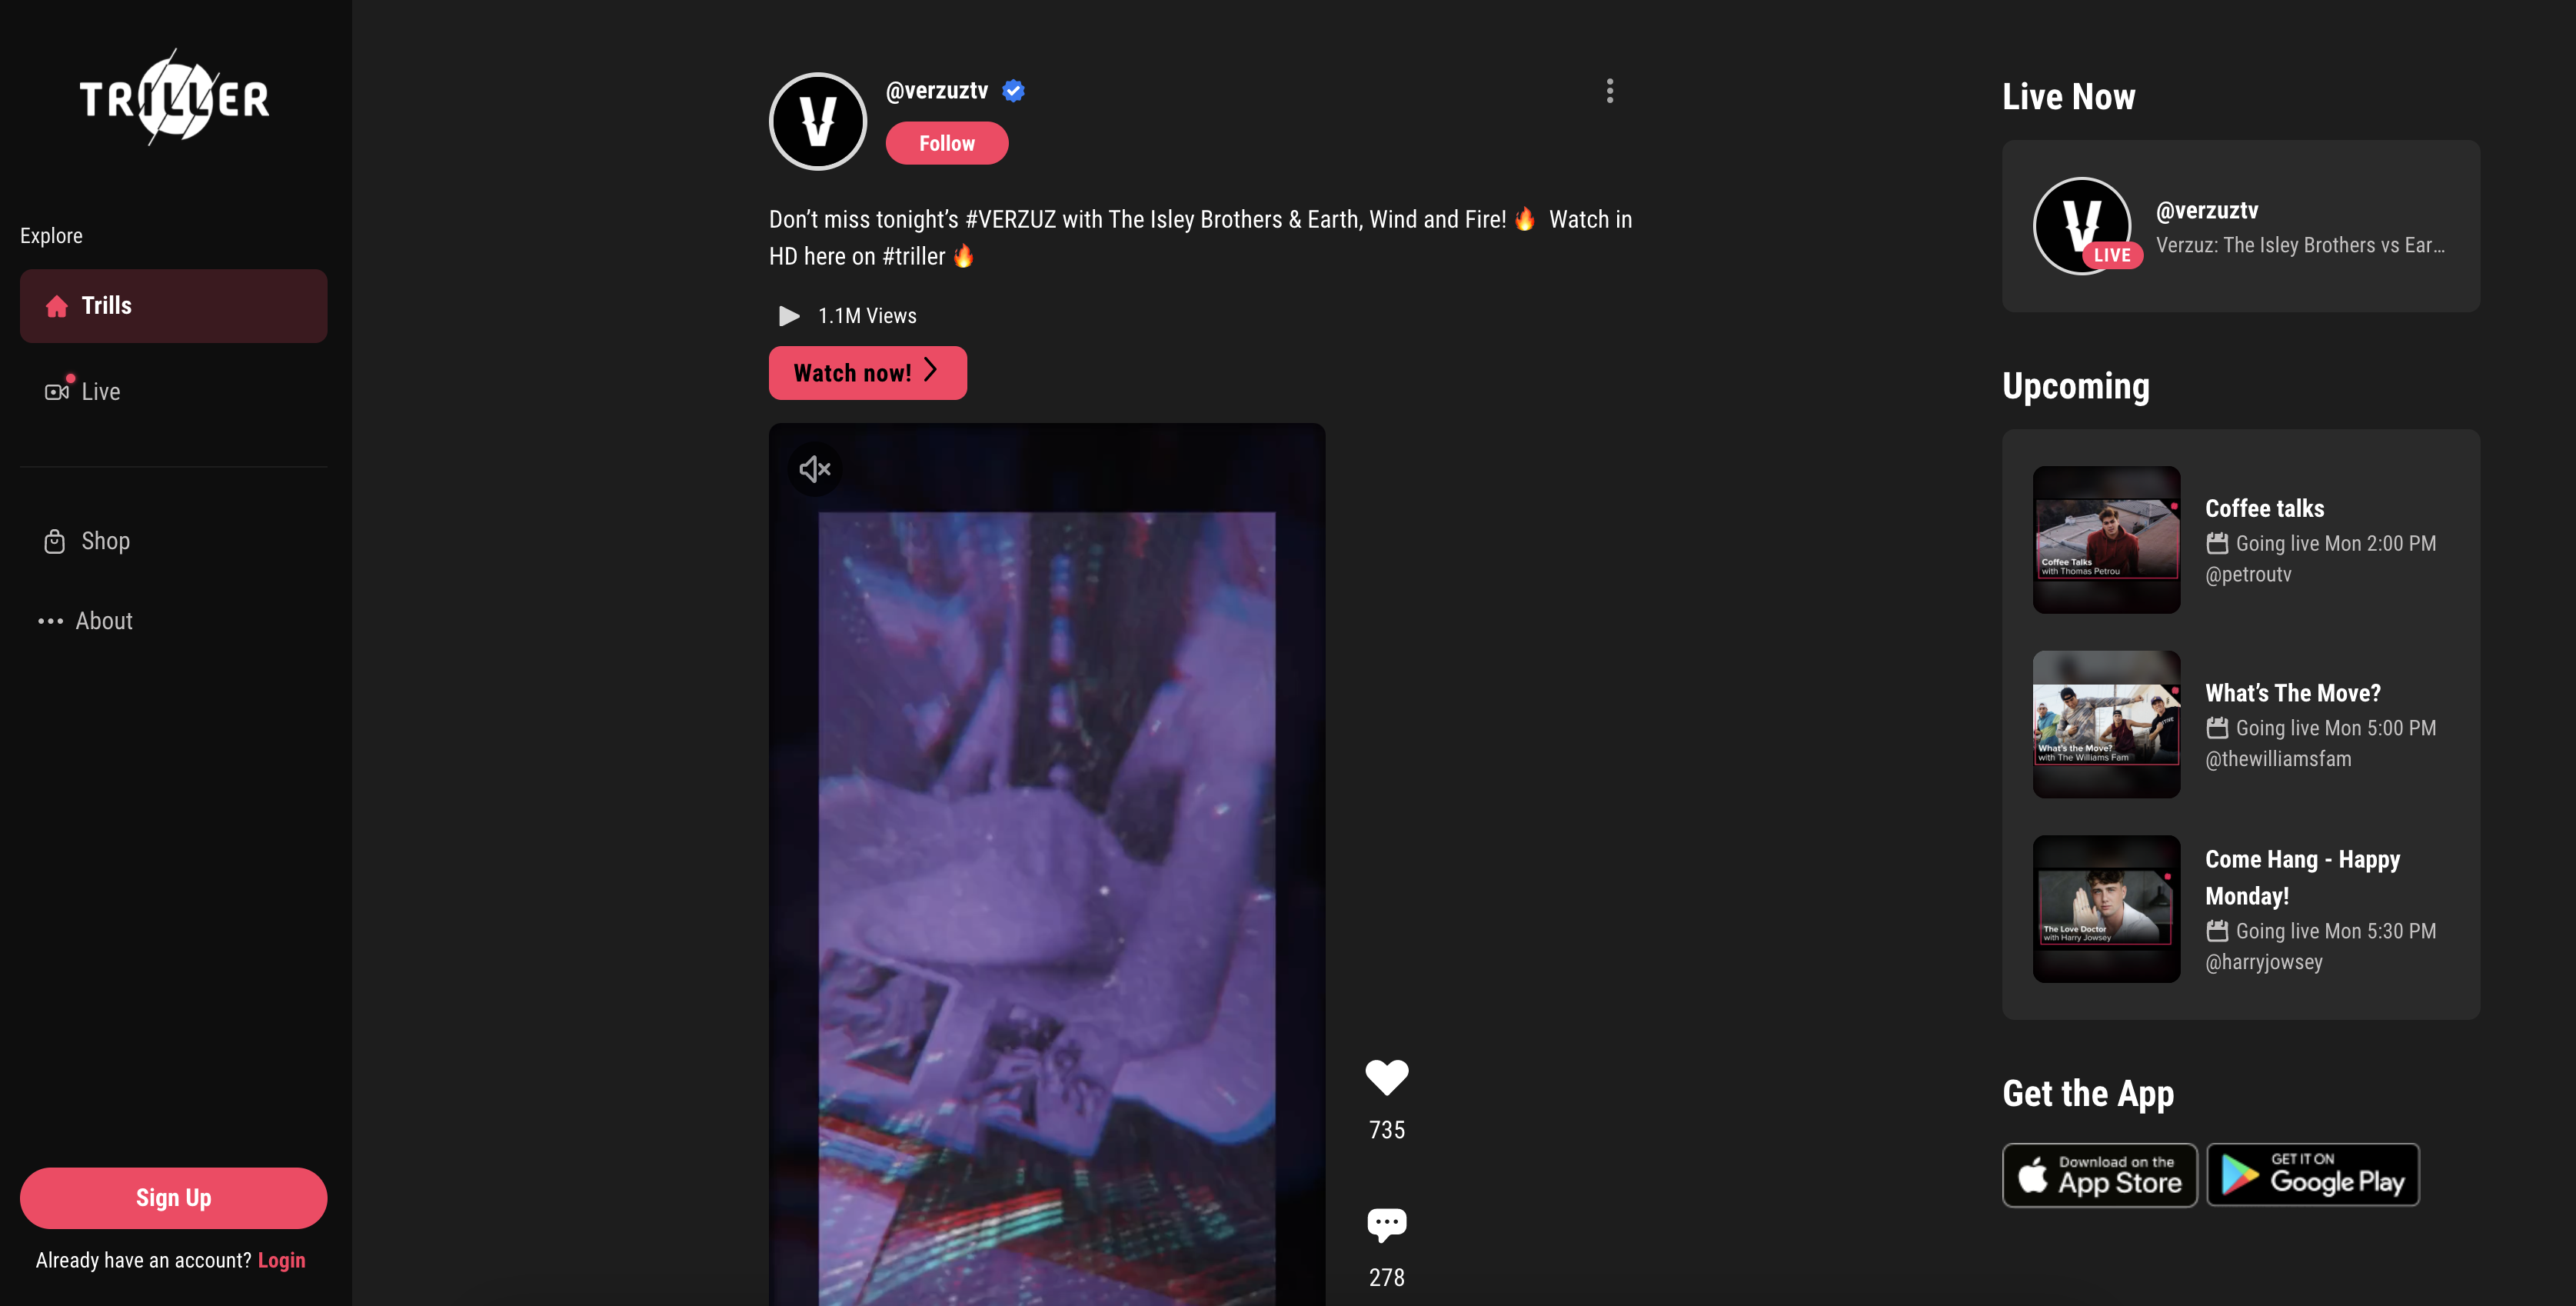 TRILLER
Explore
Trills
Live
Shop
About
Sign Up
Already have an account? Login
@verzuztv
Follow
Don’t miss tonight’s #VERZUZ with The Isley Brothers & Earth, Wind and Fire! 🔥 Watch in
HD here on #triller 🔥
1.1M Views
Watch now!
735
278
Live Now
LIVE
@verzuztv
Verzuz: The Isley Brothers vs Ear...
Upcoming
Coffee Talks
with Thomas Petrou
Coffee talks
Going live Mon 2:00 PM
@petroutv
What's the Move?
with The Williams Fam
What’s The Move?
Going live Mon 5:00 PM
@thewilliamsfam
The Love Doctor
with Harry Jowsey
Come Hang - Happy
Monday!
Going live Mon 5:30 PM
@harryjowsey
Get the App
Download on the
App Store
GET IT ON
Google Play